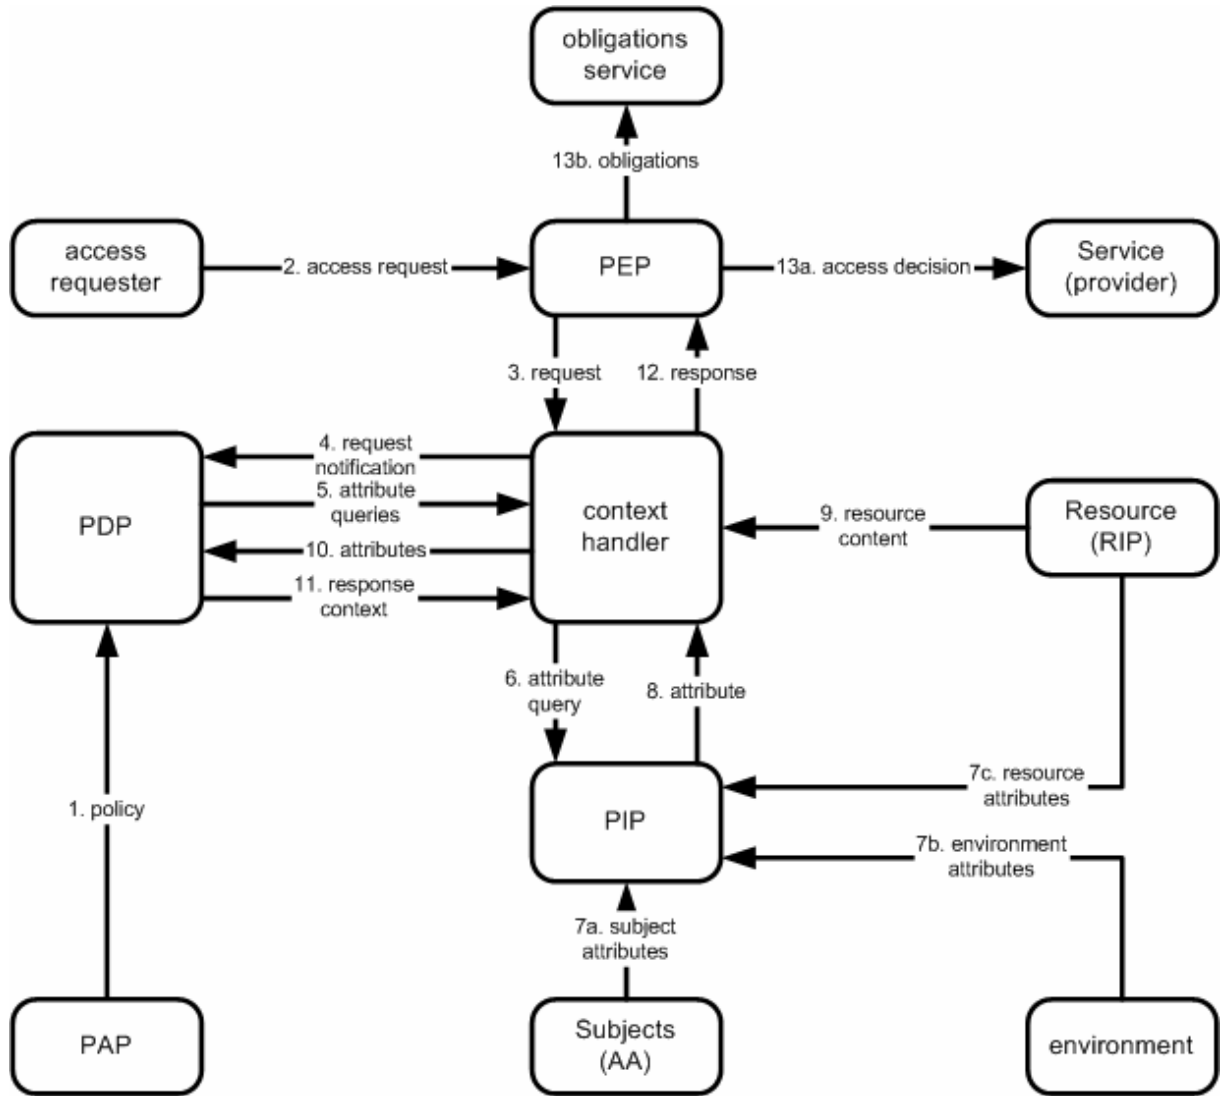 obligations
service
13b. obligations
access
requester
2. access request
PEP
13a. access decision
Service
(provider)
3. request
12. response
4. request
notification
5. attribute
queries
PDP
10. attributes
11. response
context
context
handler
9. resource
content
Resource
(RIP)
6. attribute
query
8. attribute
1. policy
PIP
7c. resource
attributes
7b. environment
attributes
7a. subject
attributes
PAP
Subjects
(AA)
environment